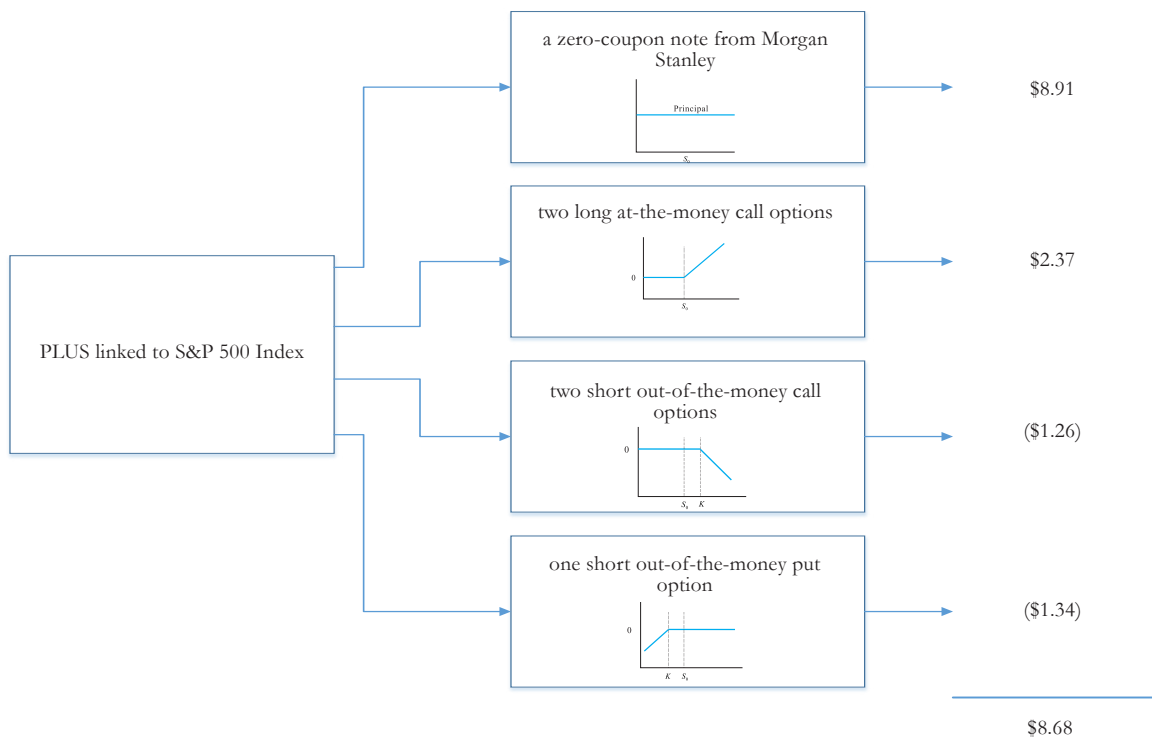 a zero-coupon note from Morgan
Stanley
Principal
S₀
$8.91
two long at-the-money call options
0
S₀
$2.37
PLUS linked to S&P 500 Index
two short out-of-the-money call
options
0
S₀ K
($1.26)
one short out-of-the-money put
option
0
K S₀
($1.34)
$8.68